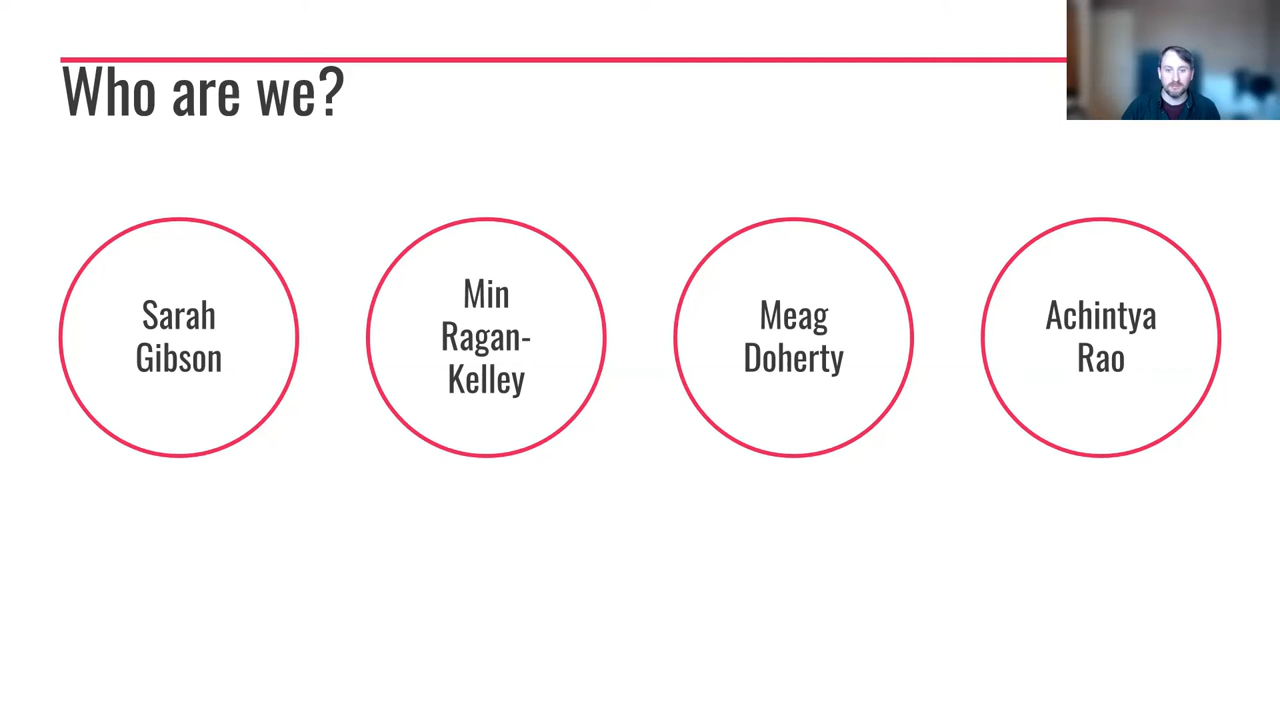 Who are we?
Sarah
Gibson
Min
Ragan-
Kelley
Meag
Doherty
Achintya
Rao